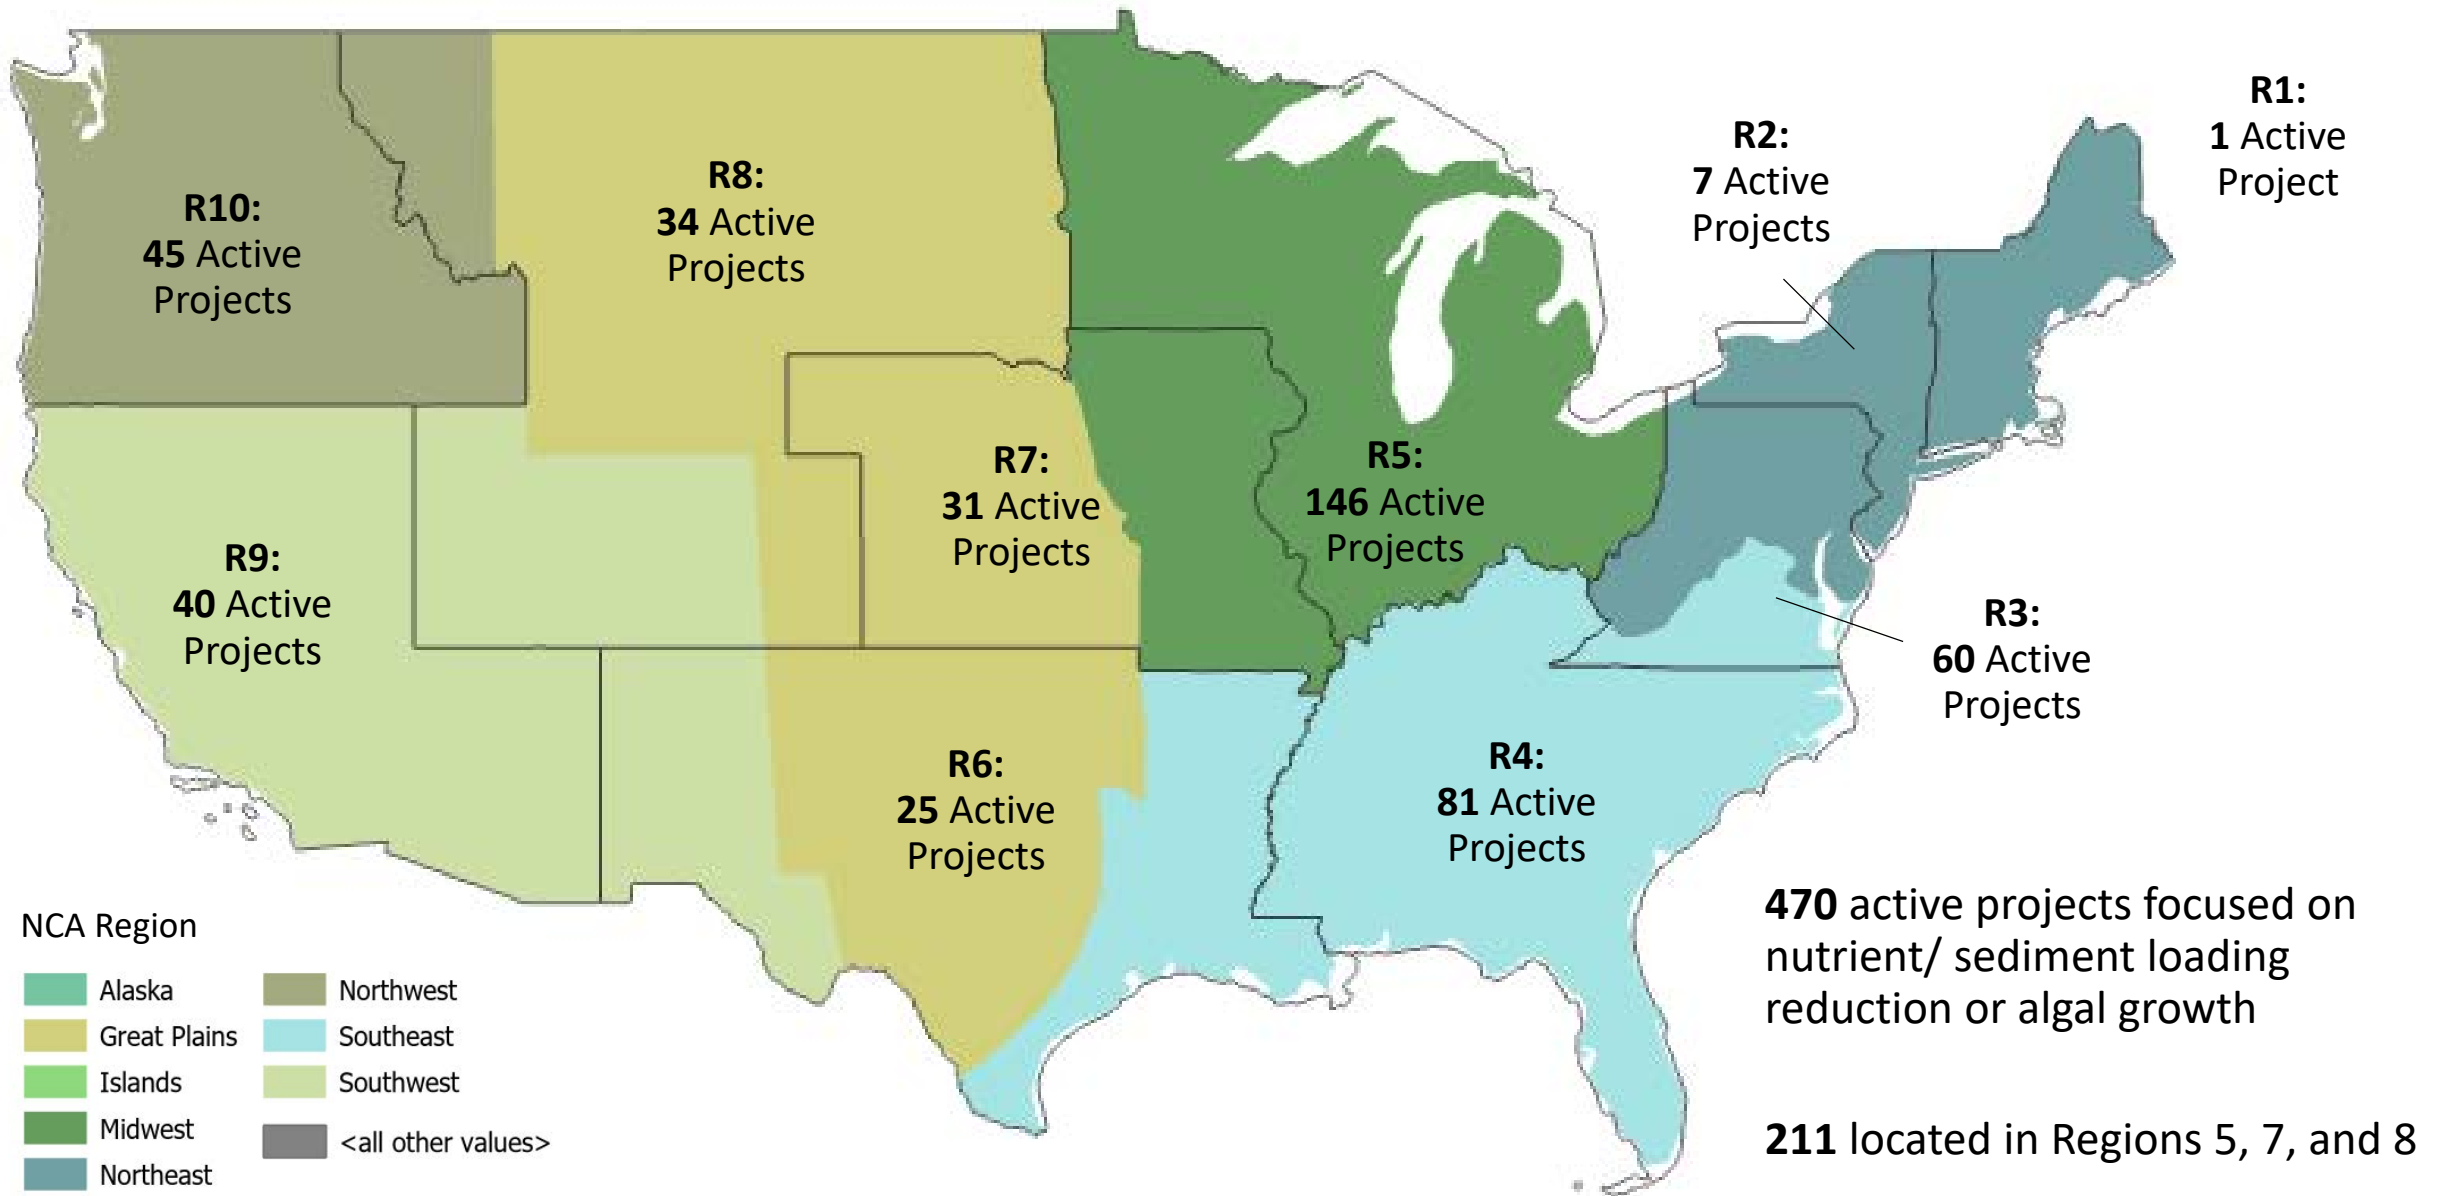 R1:
1 Active
Project
R2:
7 Active
Projects
R8:
34 Active
Projects
R10:
45 Active
Projects
R7:
31 Active
Projects
R5:
146 Active
Projects
R9:
40 Active
Projects
R3:
60 Active
Projects
R6:
25 Active
Projects
R4:
81 Active
Projects
470 active projects focused on
nutrient/ sediment loading
reduction or algal growth
211 located in Regions 5, 7, and 8
NCA Region
Alaska
Great Plains
Islands
Midwest
Northeast
Northwest
Southeast
Southwest
<all other values>